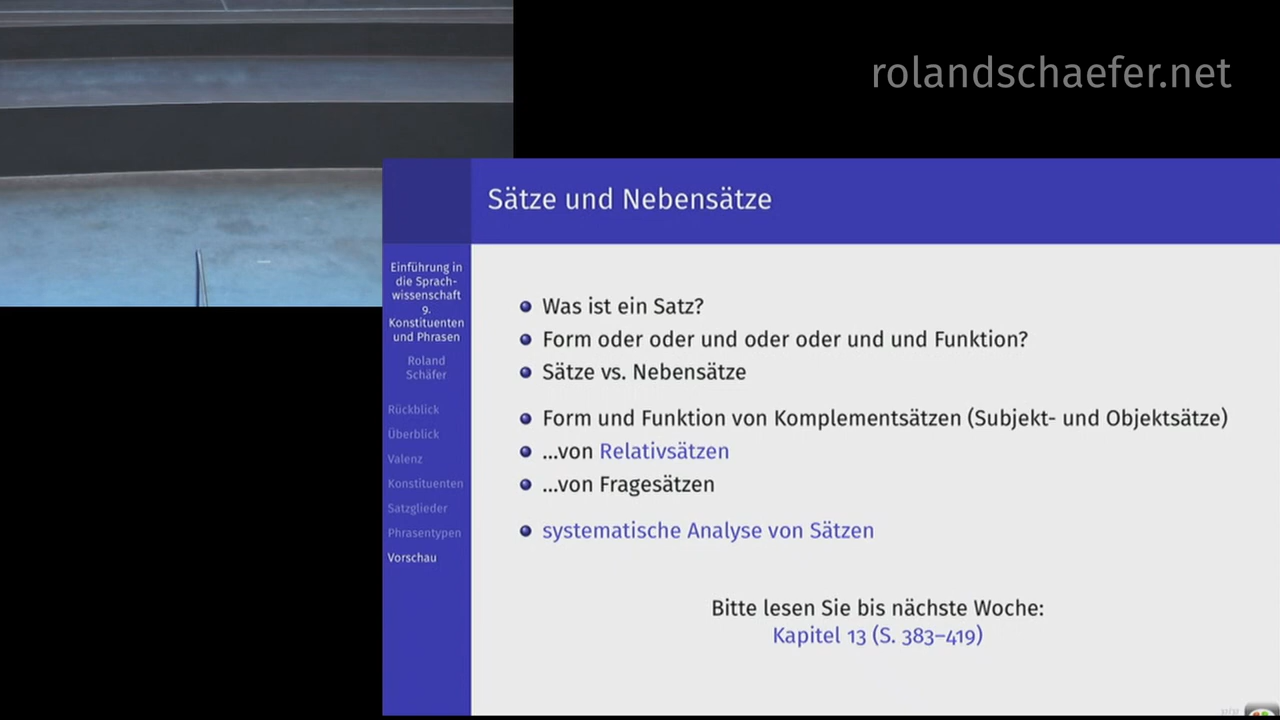 rolandschaefer.net
Sätze und Nebensätze
Einführung in
die Sprach-
wissenschaft
9.
Konstituenten
und Phrasen
Roland
Schäfer
Rückblick
Überblick
Valenz
Konstituenten
Satzglieder
Phrasentypen
Vorschau
Was ist ein Satz?
Form oder oder und oder oder und und Funktion?
Sätze vs. Nebensätze
Form und Funktion von Komplementsätzen (Subjekt- und Objektsätze)
...von Relativsätzen
...von Fragesätzen
systematische Analyse von Sätzen
Bitte lesen Sie bis nächste Woche:
Kapitel 13 (S. 383–419)